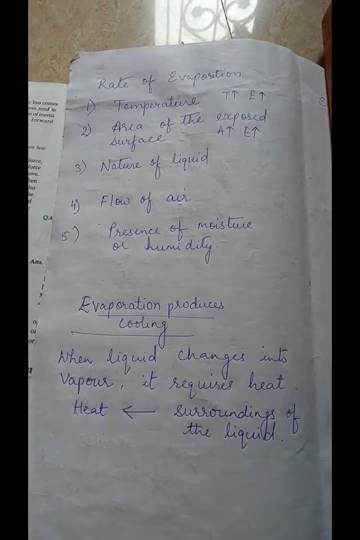 Rate of Evaportion
1) Temperature T↑ E↑
2) Area of the exposed
surface A↑ E↑
3) Nature of liquid
4) Flow of air
5) Presence of moisture
or humidity.
Evaporation produces
cooling
When liquid changes into
Vapour, it requires heat.
Heat ← Surroundings of
the liquid.
Ans.